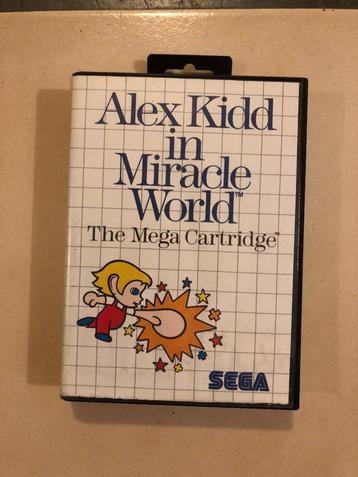 Alex Kidd
in
Miracle
World™
The Mega Cartridge™
SEGA